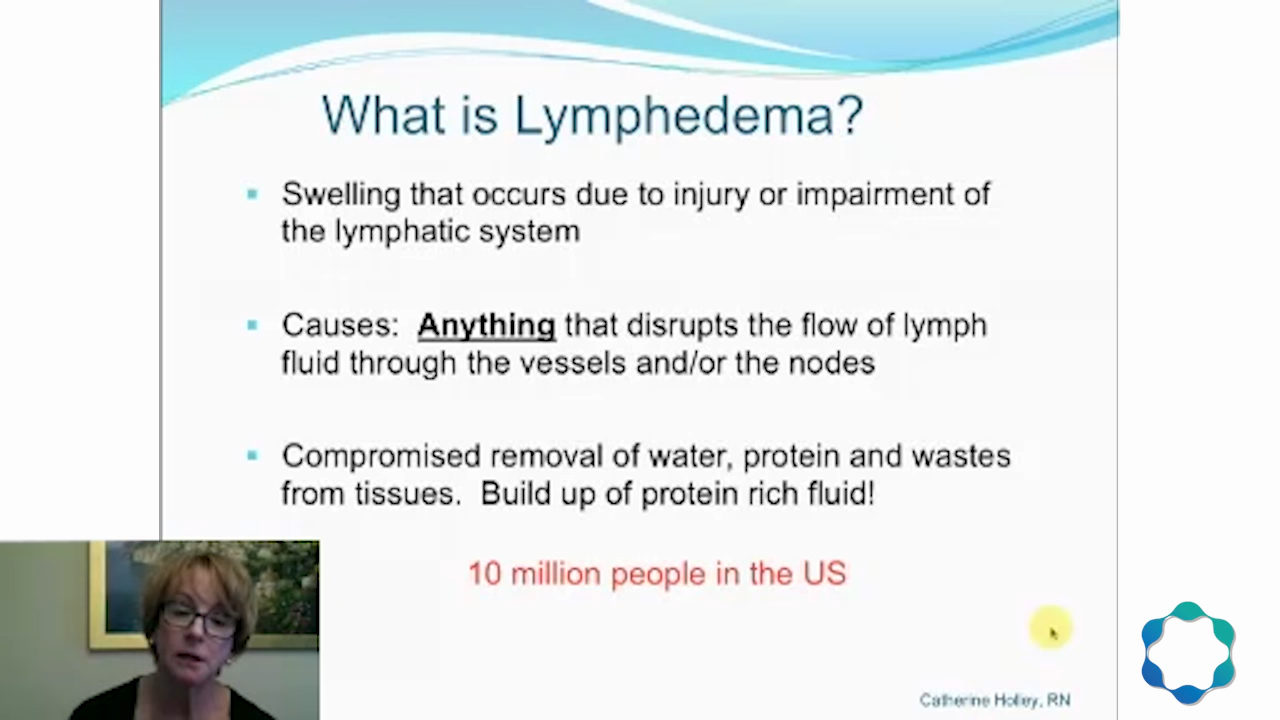 What is Lymphedema?
Swelling that occurs due to injury or impairment of
the lymphatic system
Causes: Anything that disrupts the flow of lymph
fluid through the vessels and/or the nodes
Compromised removal of water, protein and wastes
from tissues. Build up of protein rich fluid!
10 million people in the US
Catherine Holley, RN